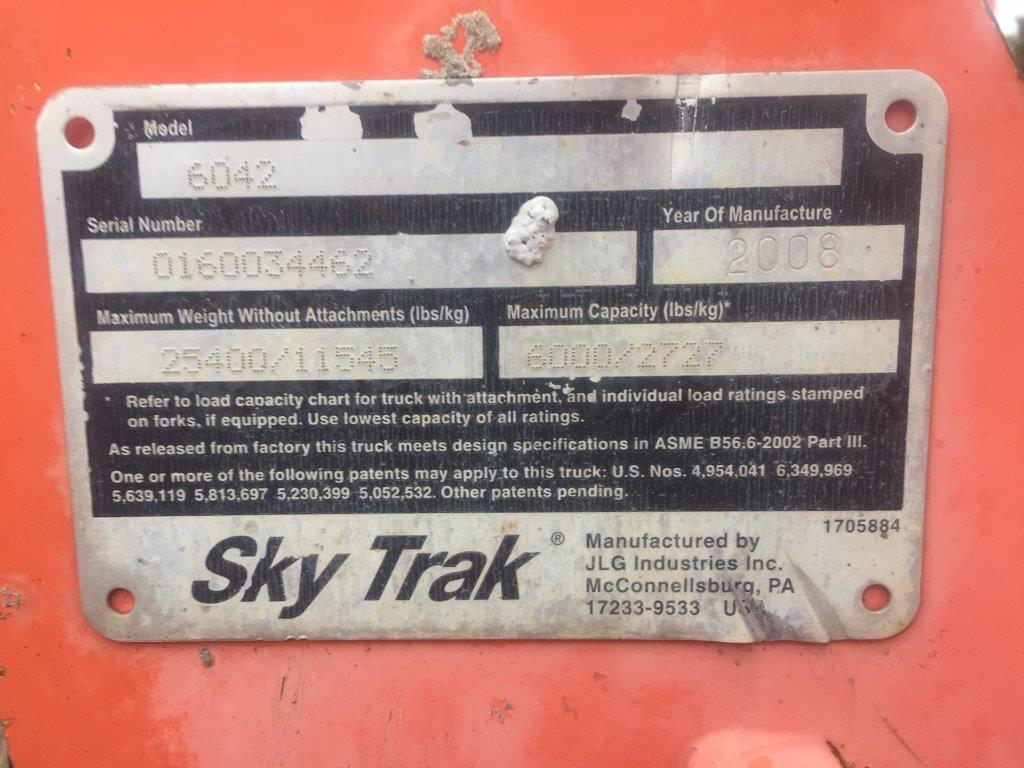 Model
6042
Serial Number
Year Of Manufacture
0160034462
2008
Maximum Weight Without Attachments (lbs/kg)
Maximum Capacity (lbs/kg)*
25400/11545
6000/2727
* Refer to load capacity chart for truck with attachment, and individual load ratings stamped
on forks, if equipped. Use lowest capacity of all ratings.
As released from factory this truck meets design specifications in ASME B56.6-2002 Part III.
One or more of the following patents may apply to this truck: U.S. Nos. 4,954,041 6,349,969
5,639,119 5,813,697 5,230,399 5,052,532. Other patents pending.
1705884
Sky Trak ®
Manufactured by
JLG Industries Inc.
McConnellsburg, PA
17233-9533 USA